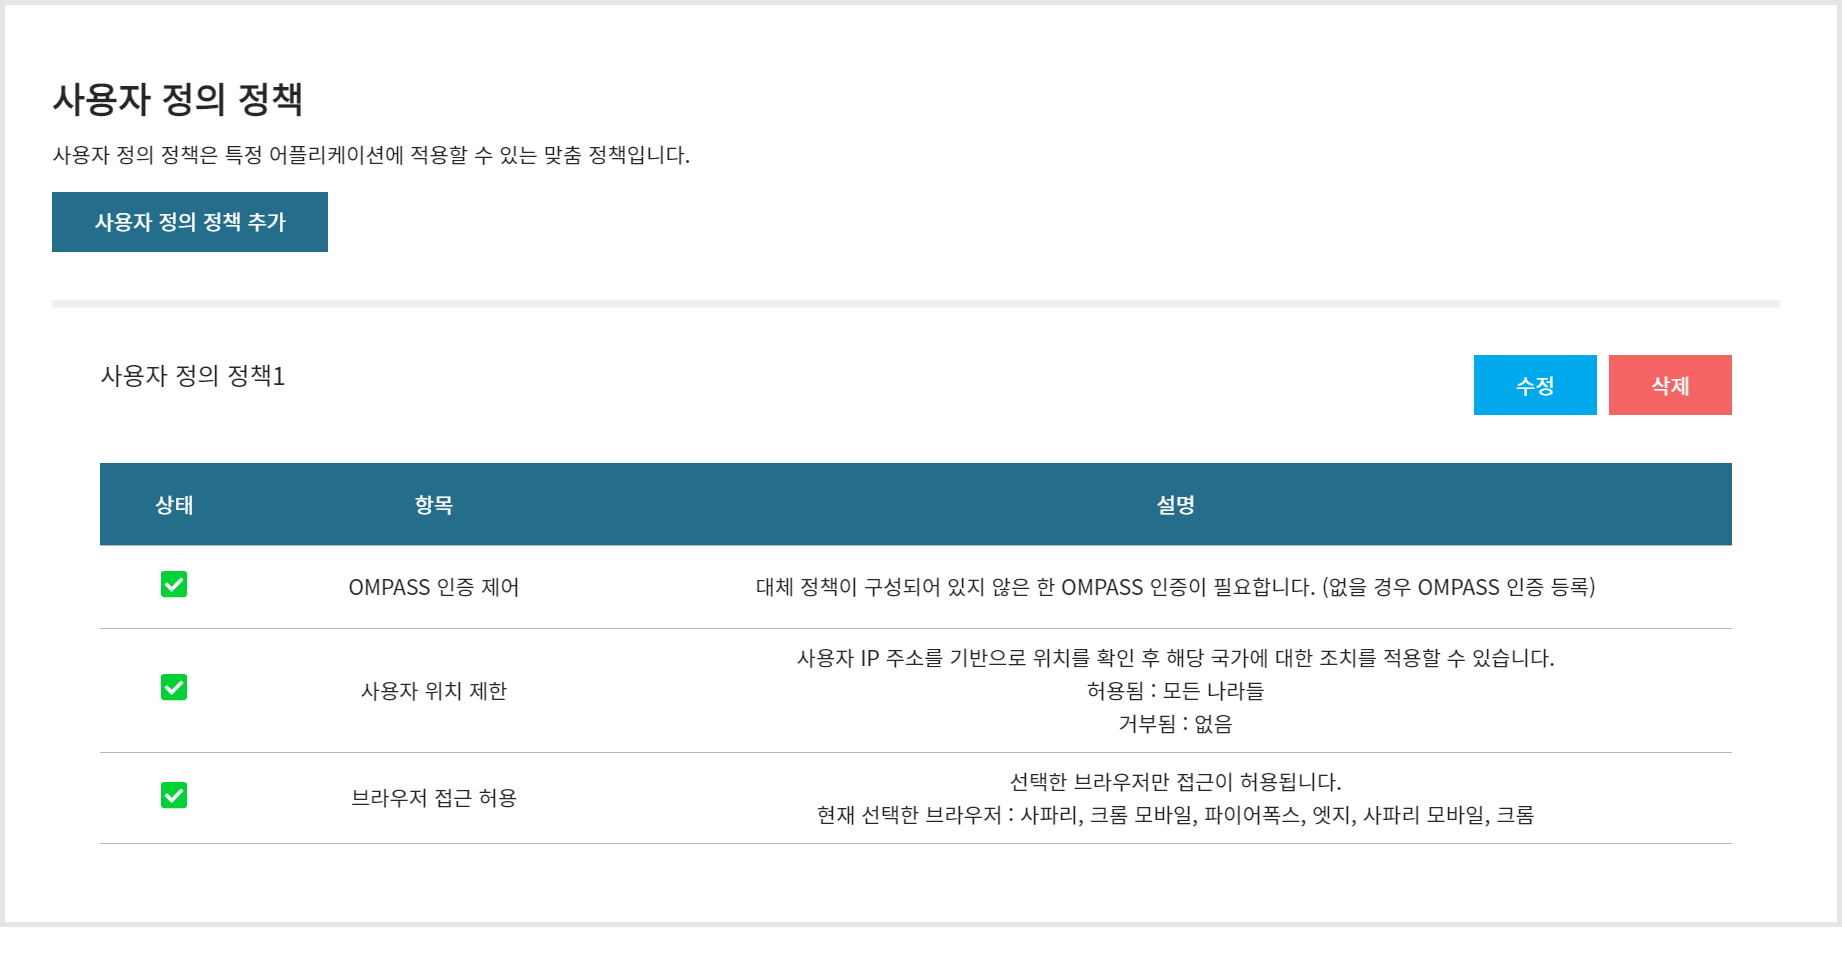 사용자 정의 정책
사용자 정의 정책은 특정 어플리케이션에 적용할 수 있는 맞춤 정책입니다.
사용자 정의 정책 추가
사용자 정의 정책1
수정
삭제
상태
항목
설명
OMPASS 인증 제어
대체 정책이 구성되어 있지 않은 한 OMPASS 인증이 필요합니다. (없을 경우 OMPASS 인증 등록)
사용자 위치 제한
사용자 IP 주소를 기반으로 위치를 확인 후 해당 국가에 대한 조치를 적용할 수 있습니다.
허용됨 : 모든 나라들
거부됨 : 없음
브라우저 접근 허용
선택한 브라우저만 접근이 허용됩니다.
현재 선택한 브라우저 : 사파리, 크롬 모바일, 파이어폭스, 엣지, 사파리 모바일, 크롬